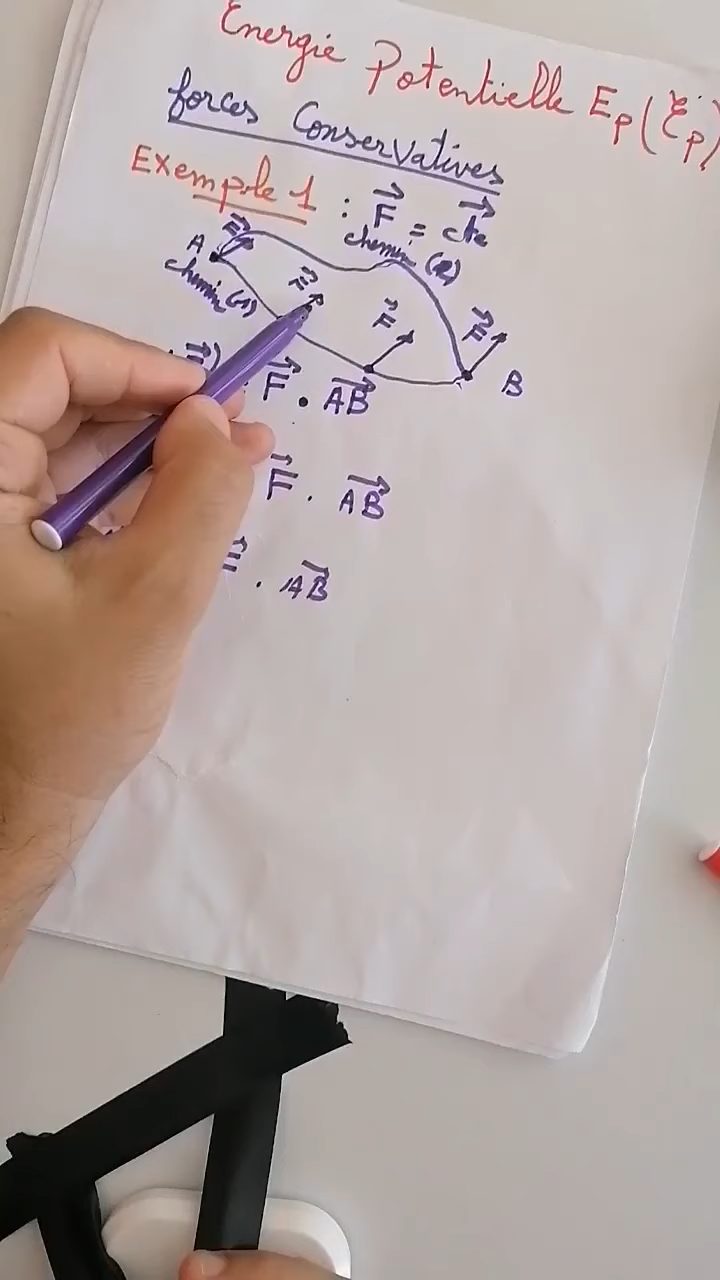 Energie Potentielle Ep (Ep)
forces Conservatives
Exemple 1 : F = cte
A F chemin (2)
chemin (1) F F F B
F . AB
F . AB
. AB